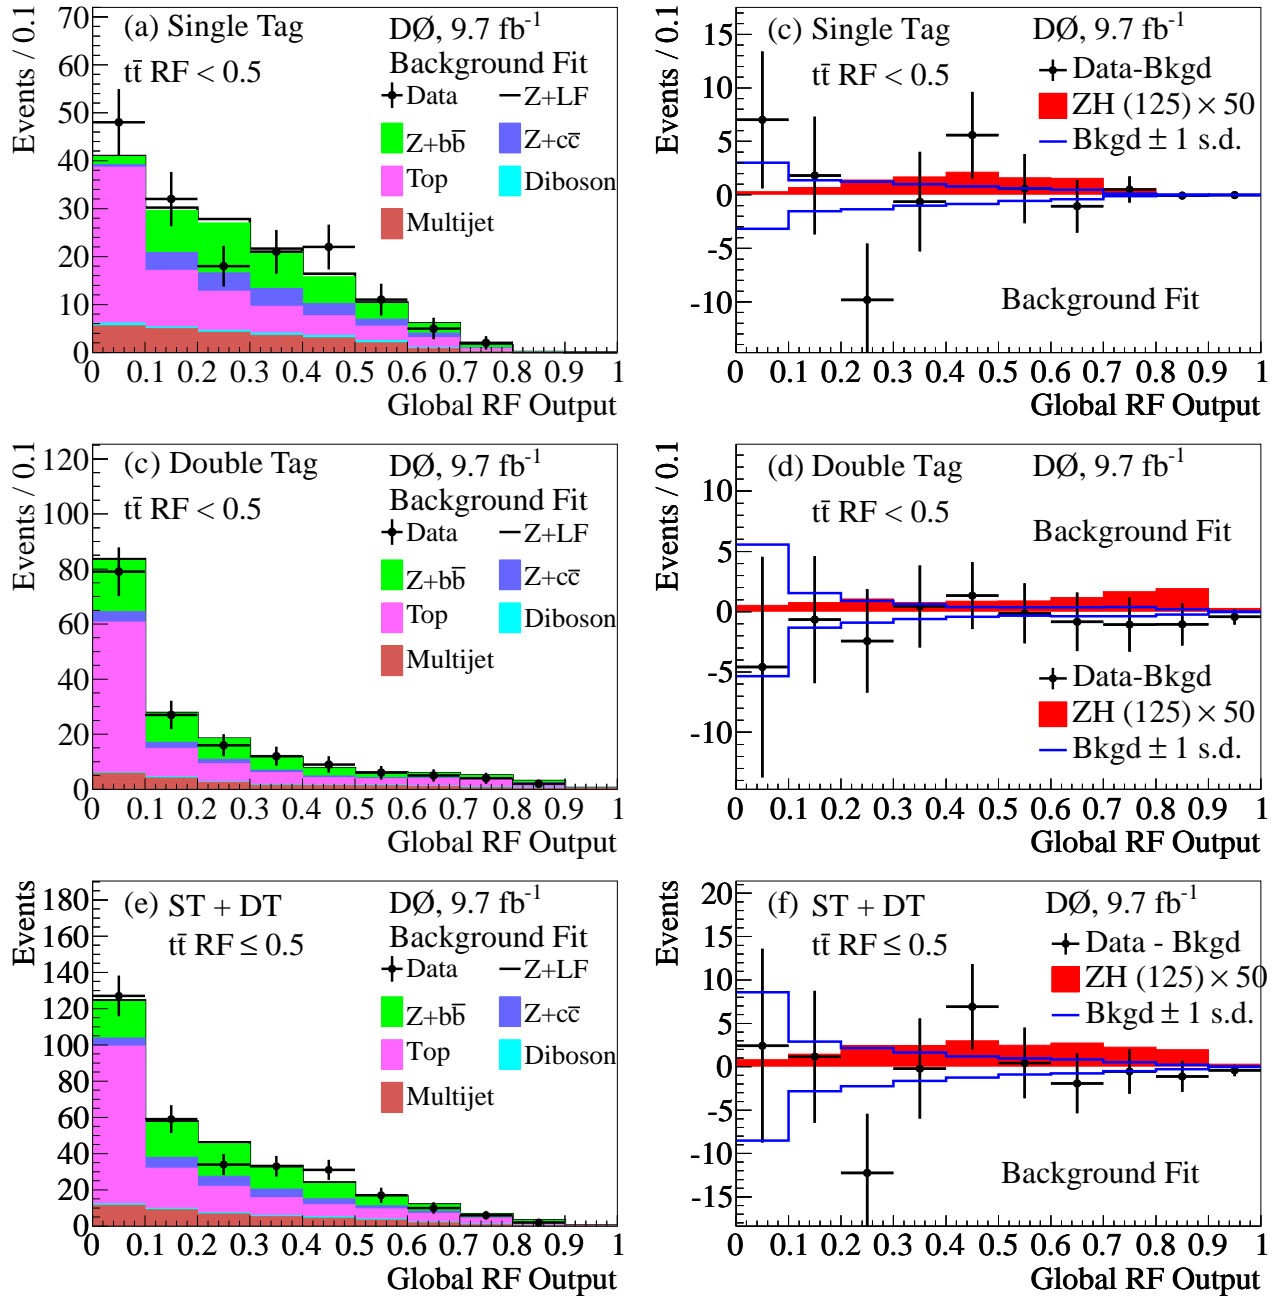 (a) Single Tag
DØ, 9.7 fb⁻¹
tt̄ RF < 0.5
Background Fit
Data
Z+LF
Z+bb̄
Z+cc̄
Top
Diboson
Multijet
Events / 0.1
70
60
50
40
30
20
10
0
0 0.1 0.2 0.3 0.4 0.5 0.6 0.7 0.8 0.9 1
Global RF Output
(c) Single Tag
DØ, 9.7 fb⁻¹
tt̄ RF < 0.5
Data-Bkgd
ZH (125) × 50
Bkgd ± 1 s.d.
Background Fit
Events / 0.1
15
10
5
0
-5
-10
0 0.1 0.2 0.3 0.4 0.5 0.6 0.7 0.8 0.9 1
Global RF Output
(c) Double Tag
DØ, 9.7 fb⁻¹
tt̄ RF < 0.5
Background Fit
Data
Z+LF
Z+bb̄
Z+cc̄
Top
Diboson
Multijet
Events / 0.1
120
100
80
60
40
20
0
0 0.1 0.2 0.3 0.4 0.5 0.6 0.7 0.8 0.9 1
Global RF Output
(d) Double Tag
DØ, 9.7 fb⁻¹
tt̄ RF < 0.5
Background Fit
Data-Bkgd
ZH (125) × 50
Bkgd ± 1 s.d.
Events / 0.1
10
5
0
-5
-10
0 0.1 0.2 0.3 0.4 0.5 0.6 0.7 0.8 0.9 1
Global RF Output
(e) ST + DT
DØ, 9.7 fb⁻¹
tt̄ RF ≤ 0.5
Background Fit
Data
Z+LF
Z+bb̄
Z+cc̄
Top
Diboson
Multijet
Events
180
160
140
120
100
80
60
40
20
0
0 0.1 0.2 0.3 0.4 0.5 0.6 0.7 0.8 0.9 1
Global RF Output
(f) ST + DT
DØ, 9.7 fb⁻¹
tt̄ RF ≤ 0.5
Data - Bkgd
ZH (125) × 50
Bkgd ± 1 s.d.
Background Fit
Events
20
15
10
5
0
-5
-10
-15
0 0.1 0.2 0.3 0.4 0.5 0.6 0.7 0.8 0.9 1
Global RF Output